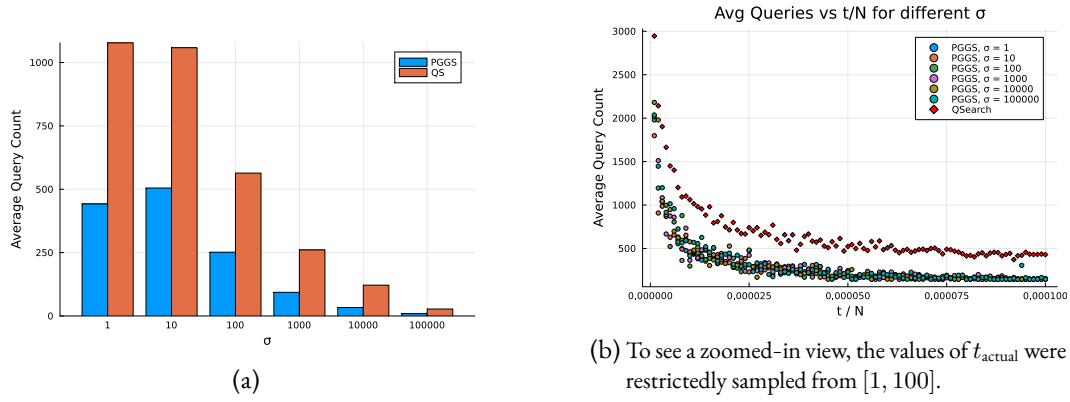 1000
750
500
250
0
Average Query Count
PGGS
QS
1
10
100
1000
10000
100000
σ
(a)
Avg Queries vs t/N for different σ
3000
2500
2000
1500
1000
500
Average Query Count
PGGS, σ = 1
PGGS, σ = 10
PGGS, σ = 100
PGGS, σ = 1000
PGGS, σ = 10000
PGGS, σ = 100000
QSearch
0.000000
0.000025
0.000050
0.000075
0.000100
t / N
(b) To see a zoomed-in view, the values of t_actual were
restrictedly sampled from [1, 100].